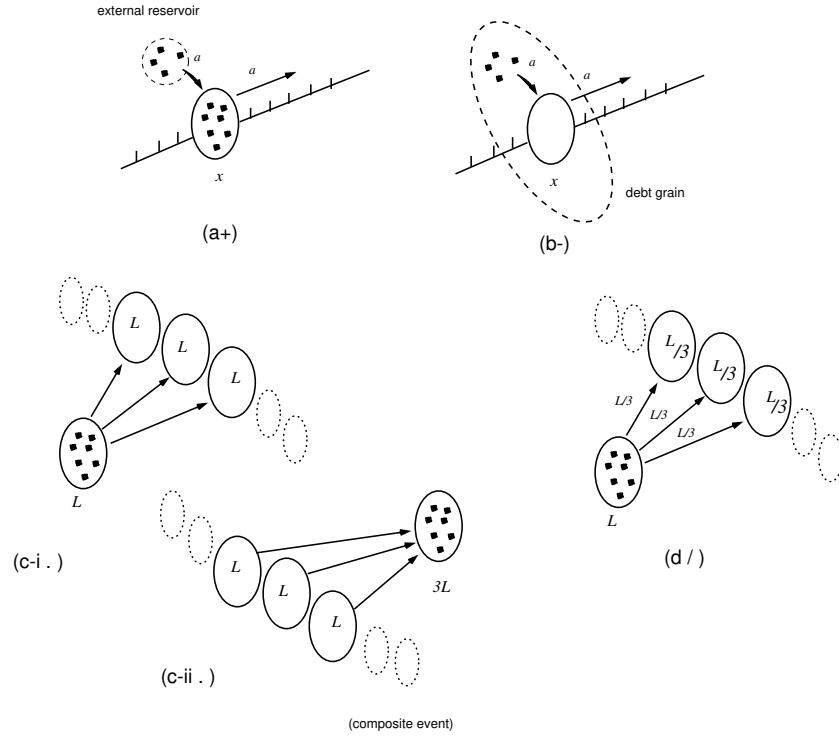 external reservoir
a
a
x
(a+)
a
a
x
debt grain
(b-)
L
L
L
L
(c-i . )
L
L
L
3L
(c-ii . )
(composite event)
L/3
L/3
L/3
L/3
L/3
L/3
L
(d / )